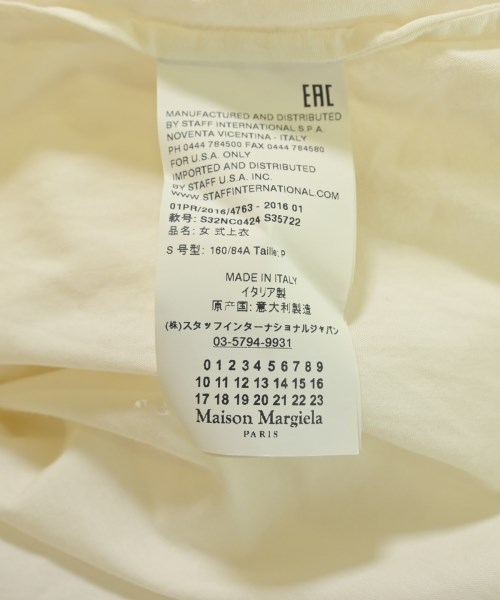 EAC
MANUFACTURED AND DISTRIBUTED
BY STAFF INTERNATIONAL S.P.A.
NOVENTA VICENTINA - ITALY
PH 0444 784500 FAX 0444 784580
FOR U.S.A. ONLY
IMPORTED AND DISTRIBUTED
BY STAFF U.S.A. INC.
WWW.STAFFINTERNATIONAL.COM
01PR/2016/4763 - 2016 01
款号: S32NC0424 S35722
品名: 女式上衣
S 号型: 160/84A Taille: p
MADE IN ITALY
イタリア製
原产国: 意大利製造
(株)スタッフインターナショナルジャパン
03-5794-9931
0 1 2 3 4 5 6 7 8 9
10 11 12 13 14 15 16
17 18 19 20 21 22 23
Maison Margiela
PARIS